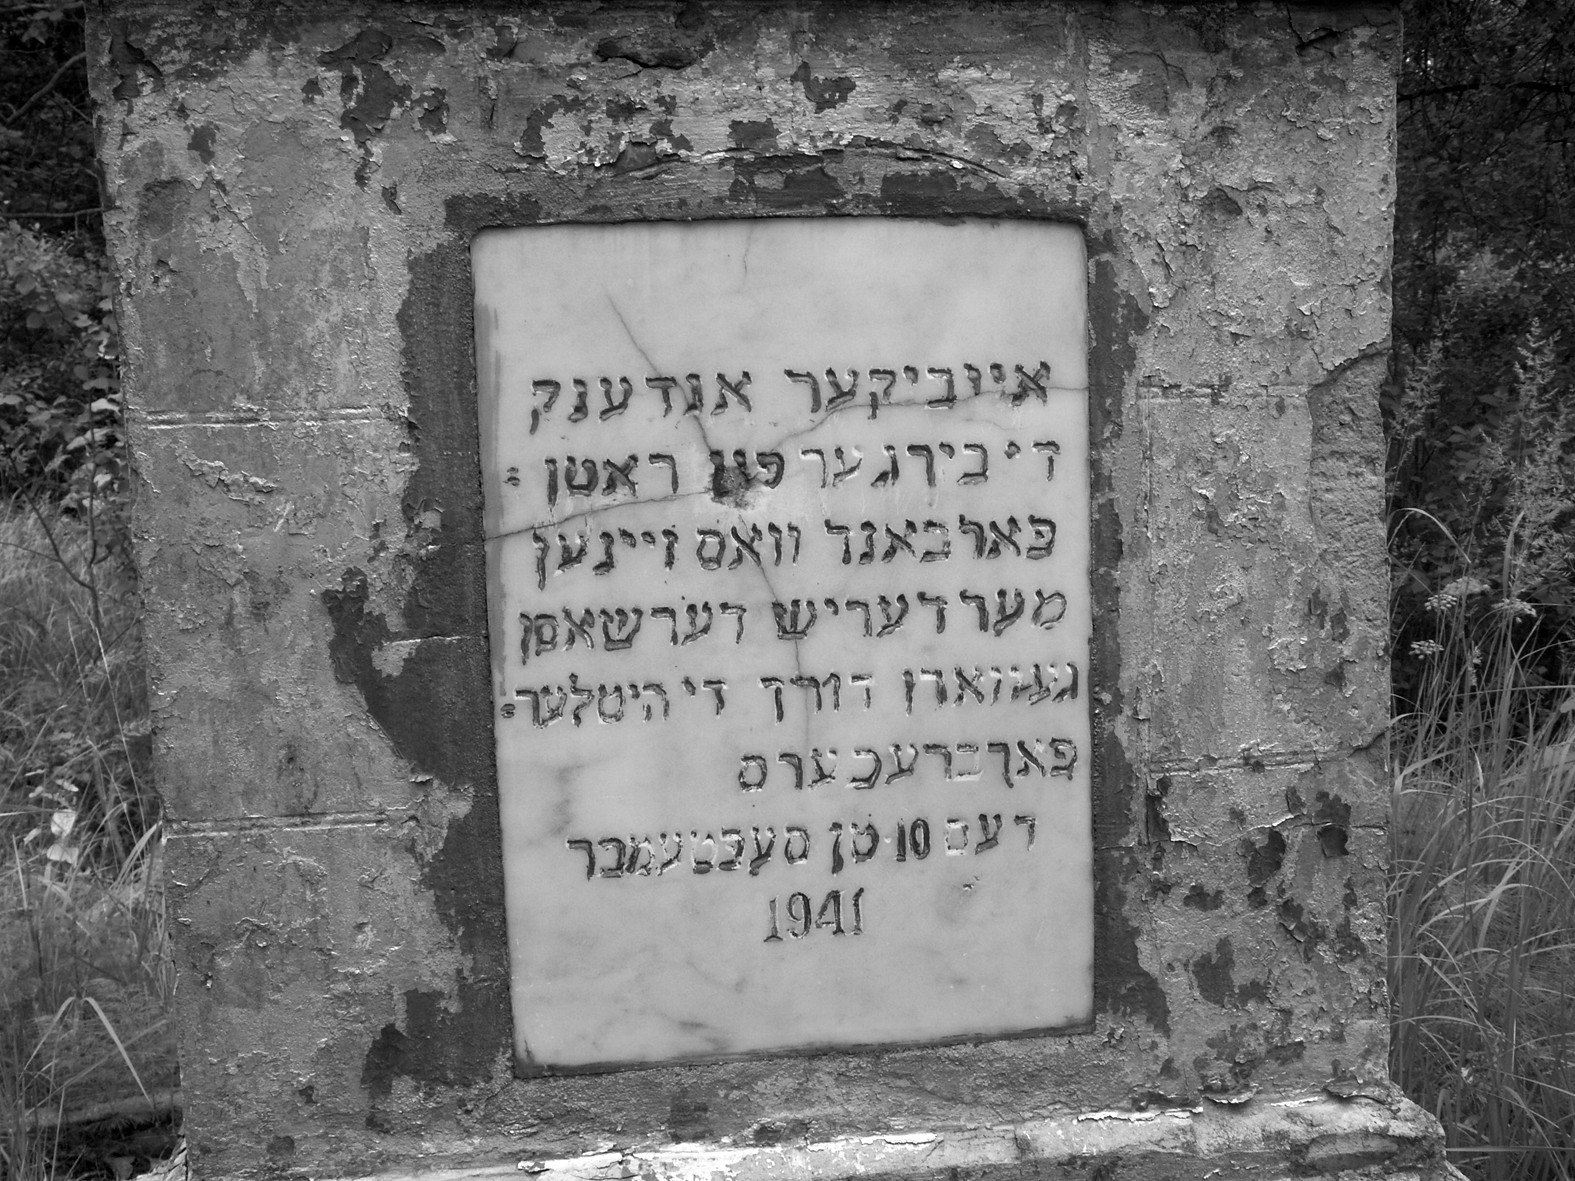 אייביקער אנדענק
די בירגער פון ראטן־
פארבאנד וואס זיינען
מערדעריש דערשאסן
געווארן דורך די היטלער־
פארברעכערס
דעם 10 טן סעפטעמבר
1941